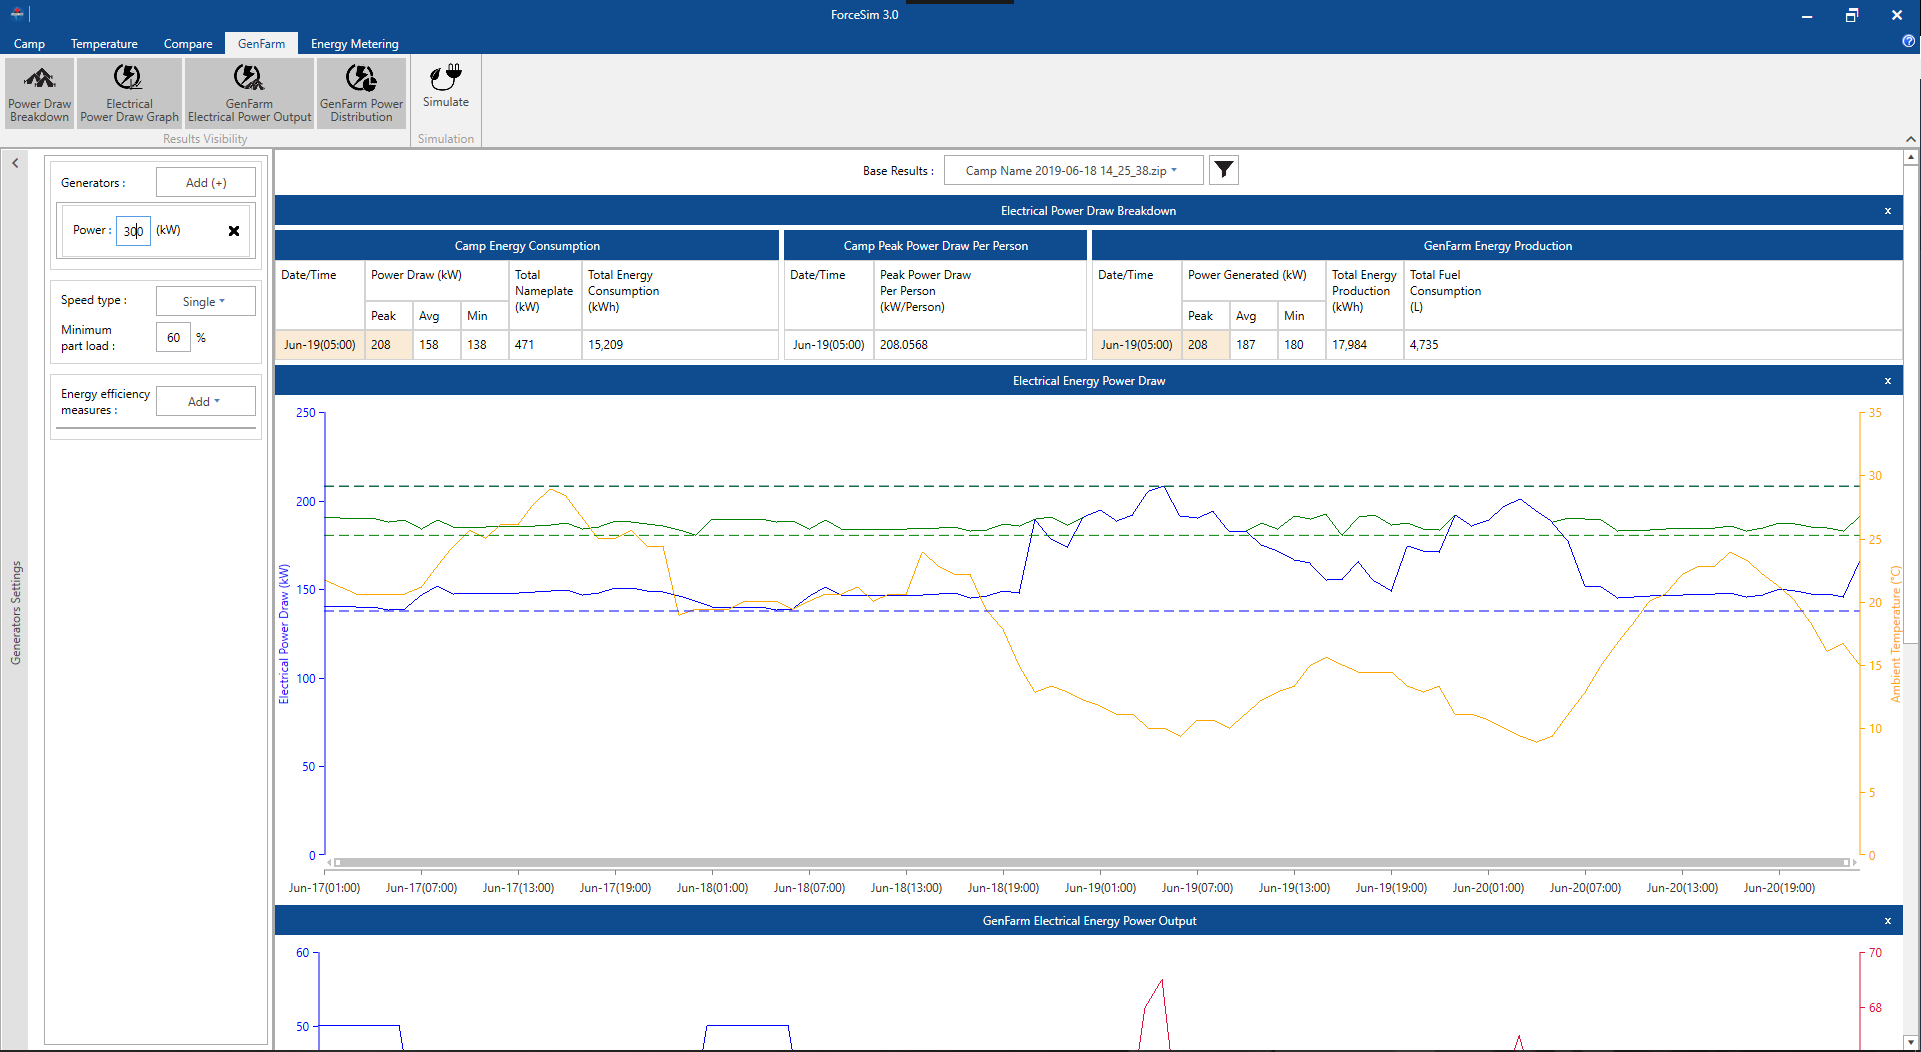 ForceSim 3.0
Camp Temperature Compare GenFarm Energy Metering
Power Draw
Breakdown
Electrical
Power Draw Graph
GenFarm
Electrical Power Output
GenFarm Power
Distribution
Simulate
Results Visibility
Simulation
Generators Settings
Generators :
Add (+)
Power : 300 (kW)
Speed type :
Single
Minimum
part load :
60 %
Energy efficiency
measures :
Add
Base Results :
Camp Name 2019-06-18 14_25_38.zip
Electrical Power Draw Breakdown x
Camp Energy Consumption
Date/Time
Power Draw (kW)
Total
Nameplate
(kW)
Total Energy
Consumption
(kWh)
Peak Avg Min
Jun-19(05:00) 208 158 138 471 15,209
Camp Peak Power Draw Per Person
Date/Time
Peak Power Draw
Per Person
(kW/Person)
Jun-19(05:00) 208.0568
GenFarm Energy Production
Date/Time
Power Generated (kW)
Total Energy
Production
(kWh)
Total Fuel
Consumption
(L)
Peak Avg Min
Jun-19(05:00) 208 187 180 17,984 4,735
Electrical Energy Power Draw x
Electrical Power Draw (kW)
250
200
150
100
50
0
35
30
25
20
15
10
5
0
Ambient Temperature (°C)
Jun-17(01:00) Jun-17(07:00) Jun-17(13:00) Jun-17(19:00) Jun-18(01:00) Jun-18(07:00) Jun-18(13:00) Jun-18(19:00) Jun-19(01:00) Jun-19(07:00) Jun-19(13:00) Jun-19(19:00) Jun-20(01:00) Jun-20(07:00) Jun-20(13:00) Jun-20(19:00)
GenFarm Electrical Energy Power Output x
60
50
70
68